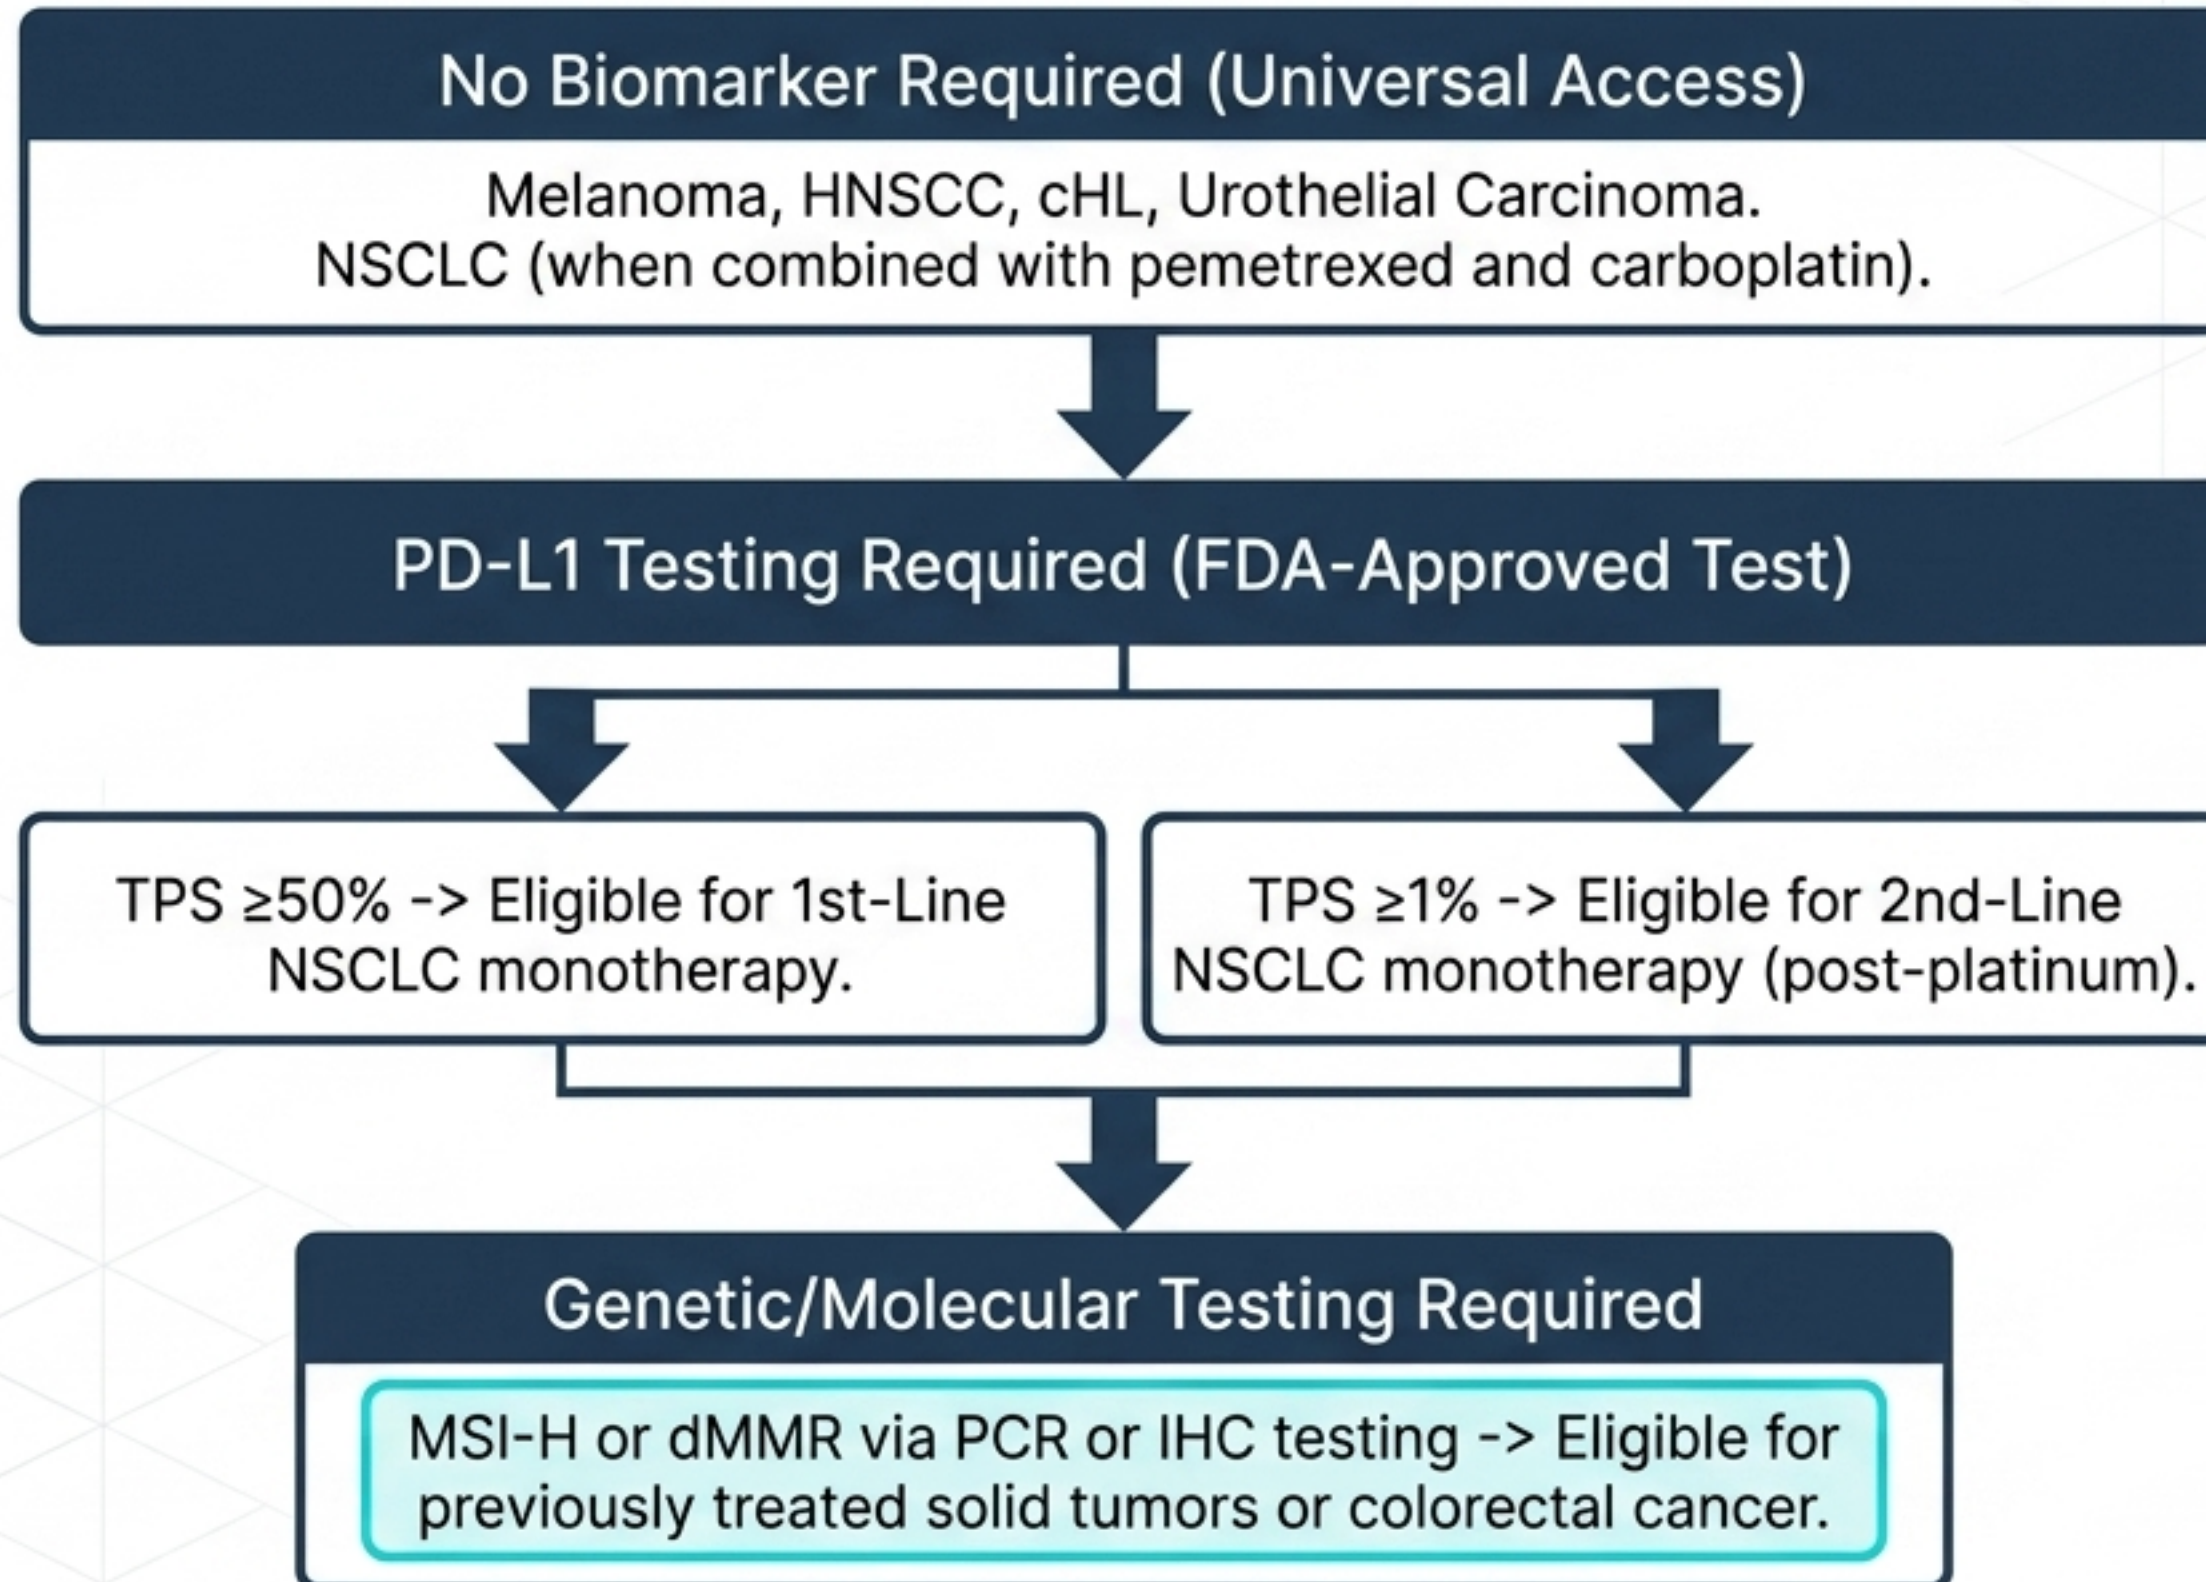 No Biomarker Required (Universal Access)
Melanoma, HNSCC, cHL, Urothelial Carcinoma.
NSCLC (when combined with pemetrexed and carboplatin).
PD-L1 Testing Required (FDA-Approved Test)
TPS ≥50% -> Eligible for 1st-Line
NSCLC monotherapy.
TPS ≥1% -> Eligible for 2nd-Line
NSCLC monotherapy (post-platinum).
Genetic/Molecular Testing Required
MSI-H or dMMR via PCR or IHC testing -> Eligible for
previously treated solid tumors or colorectal cancer.